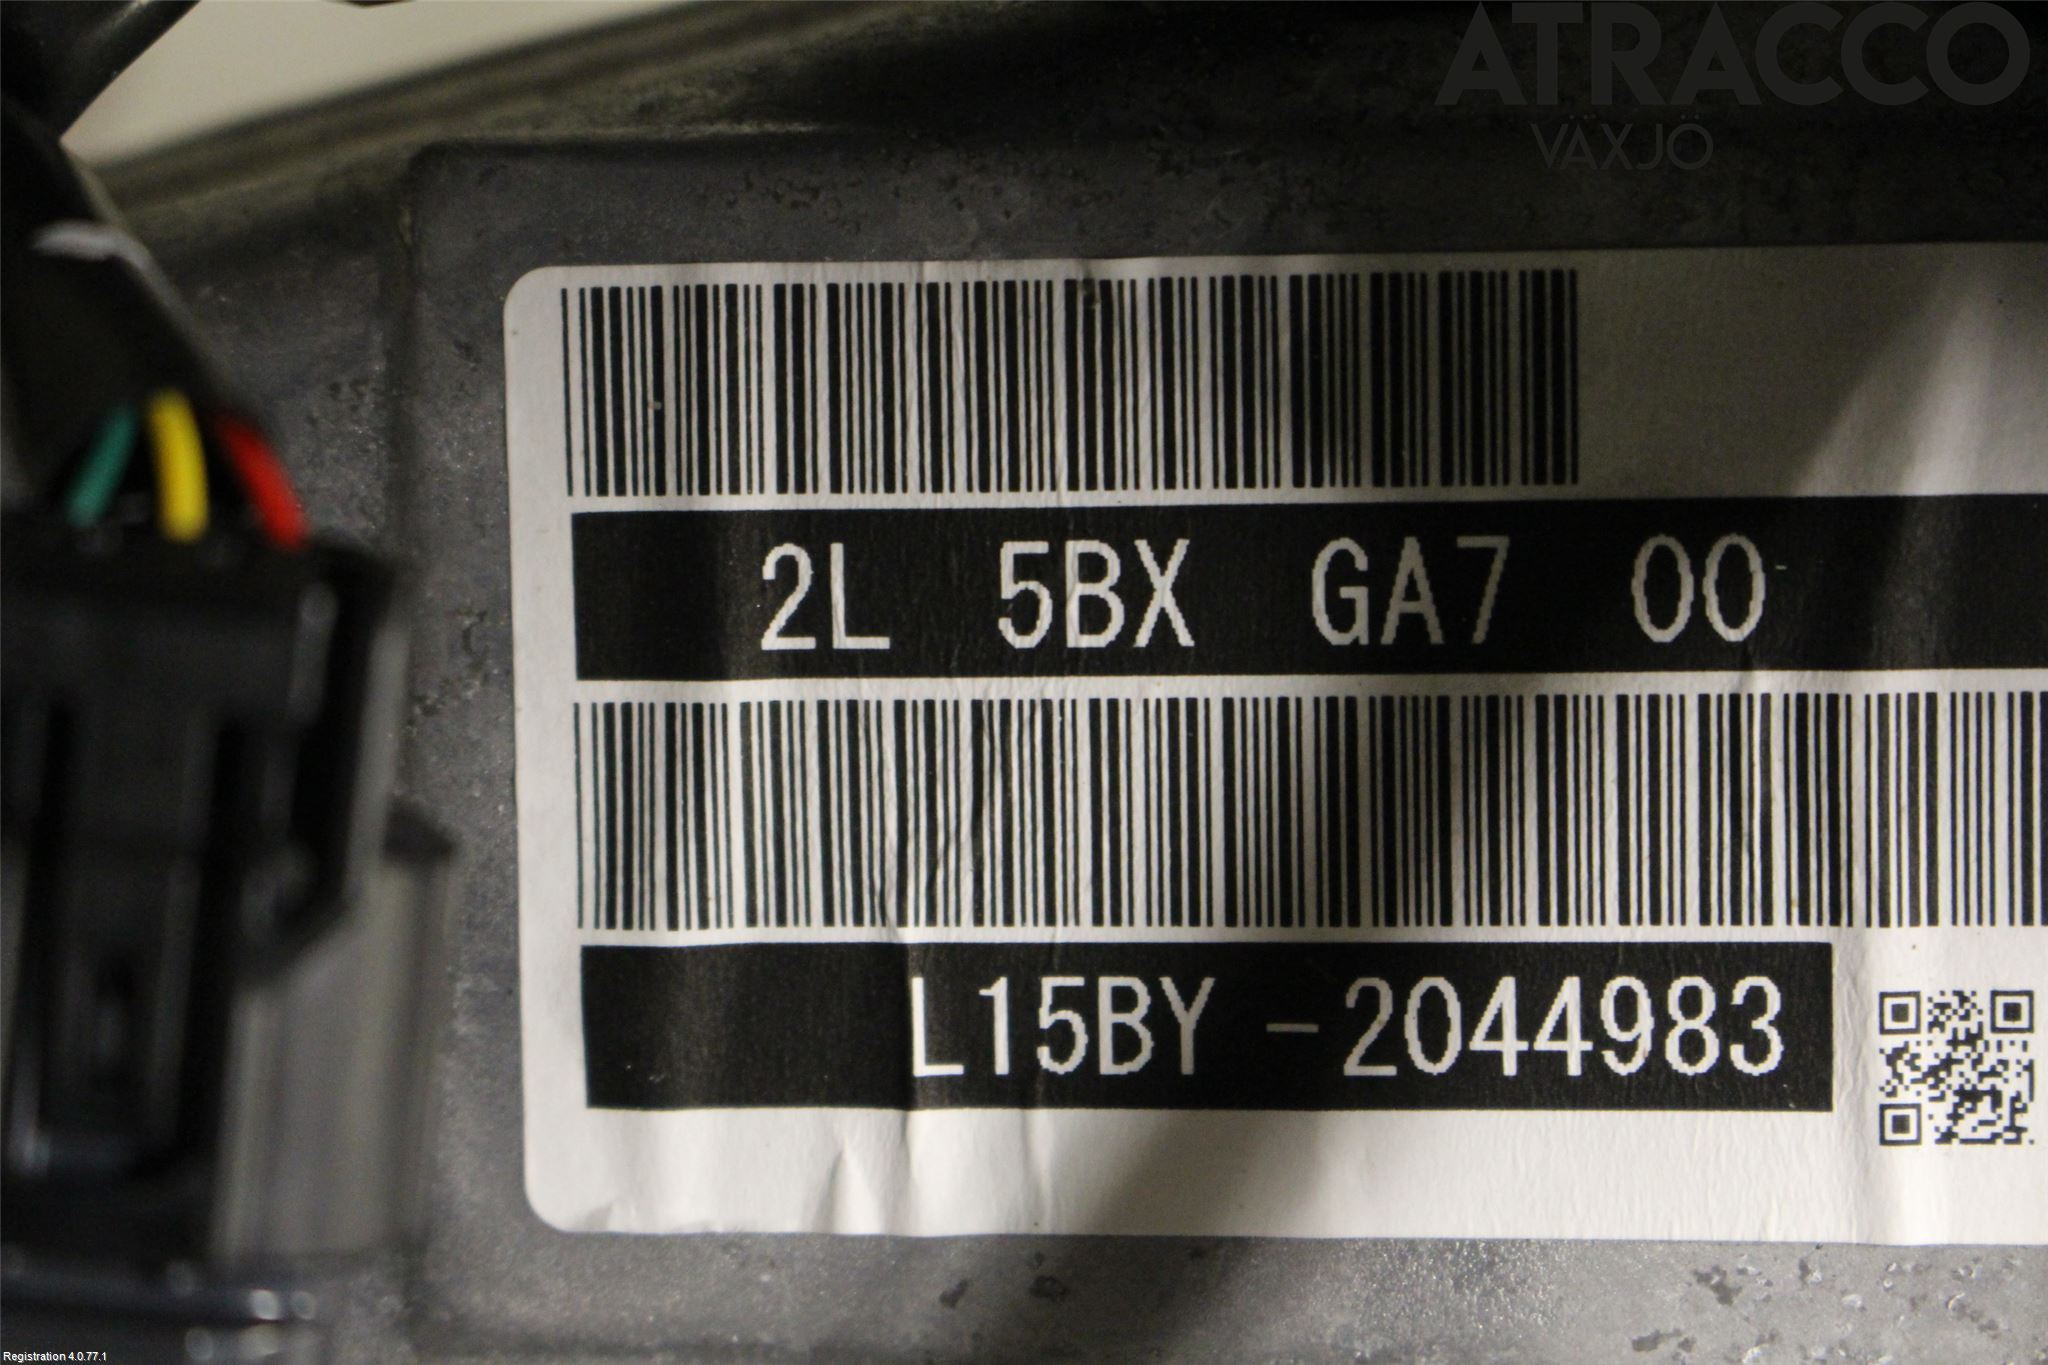 ATRACCO
VÄXJÖ
2L 5BX GA7 00
L15BY-2044983
Registration 4.0.77.1